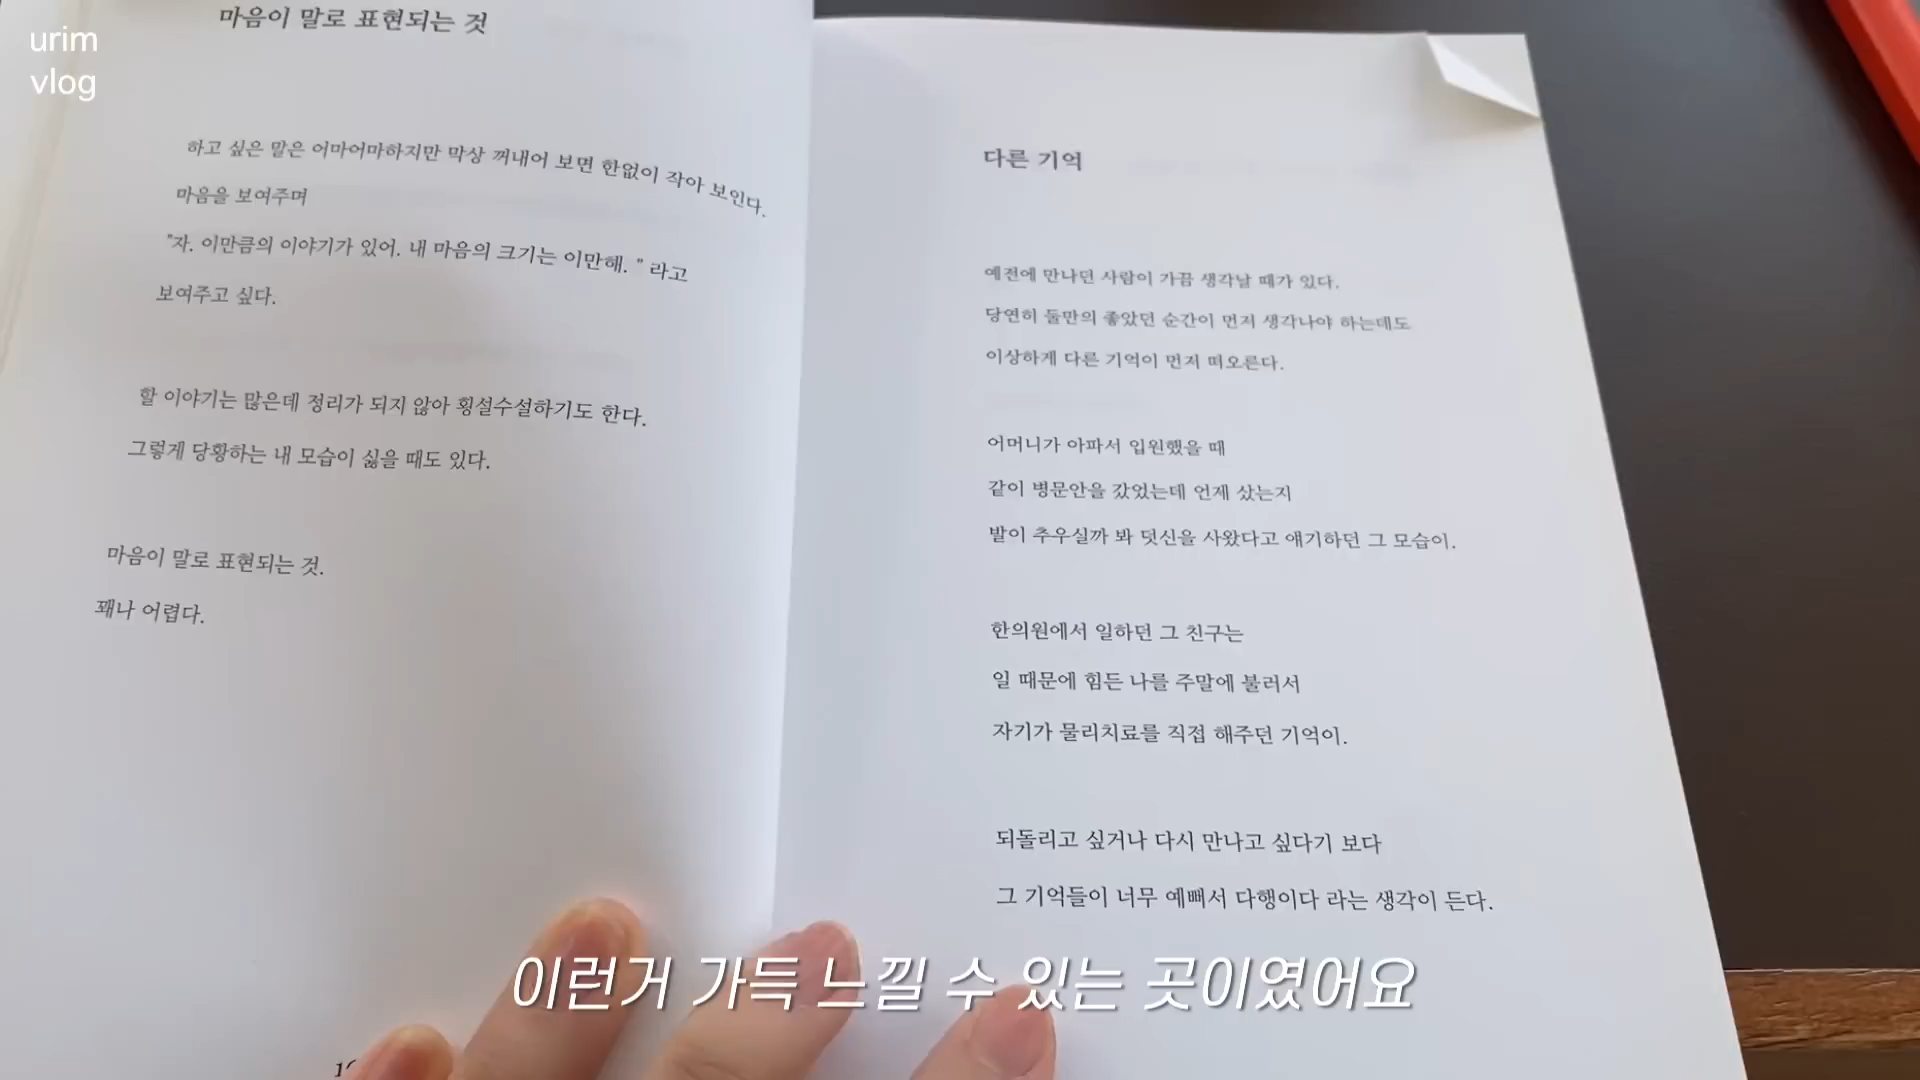 urim
vlog
마음이 말로 표현되는 것
하고 싶은 말은 어마어마하지만 막상 꺼내어 보면 한없이 작아 보인다.
마음을 보여주며
"자. 이만큼의 이야기가 있어. 내 마음의 크기는 이만해. " 라고
보여주고 싶다.
할 이야기는 많은데 정리가 되지 않아 횡설수설하기도 한다.
그렇게 당황하는 내 모습이 싫을 때도 있다.
마음이 말로 표현되는 것.
꽤나 어렵다.
다른 기억
예전에 만나던 사람이 가끔 생각날 때가 있다.
당연히 둘만의 좋았던 순간이 먼저 생각나야 하는데도
이상하게 다른 기억이 먼저 떠오른다.
어머니가 아파서 입원했을 때
같이 병문안을 갔었는데 언제 샀는지
발이 추우실까 봐 덧신을 사왔다고 얘기하던 그 모습이.
한의원에서 일하던 그 친구는
일 때문에 힘든 나를 주말에 불러서
자기가 물리치료를 직접 해주던 기억이.
되돌리고 싶거나 다시 만나고 싶다기 보다
그 기억들이 너무 예뻐서 다행이다 라는 생각이 든다.
이런거 가득 느낄 수 있는 곳이였어요